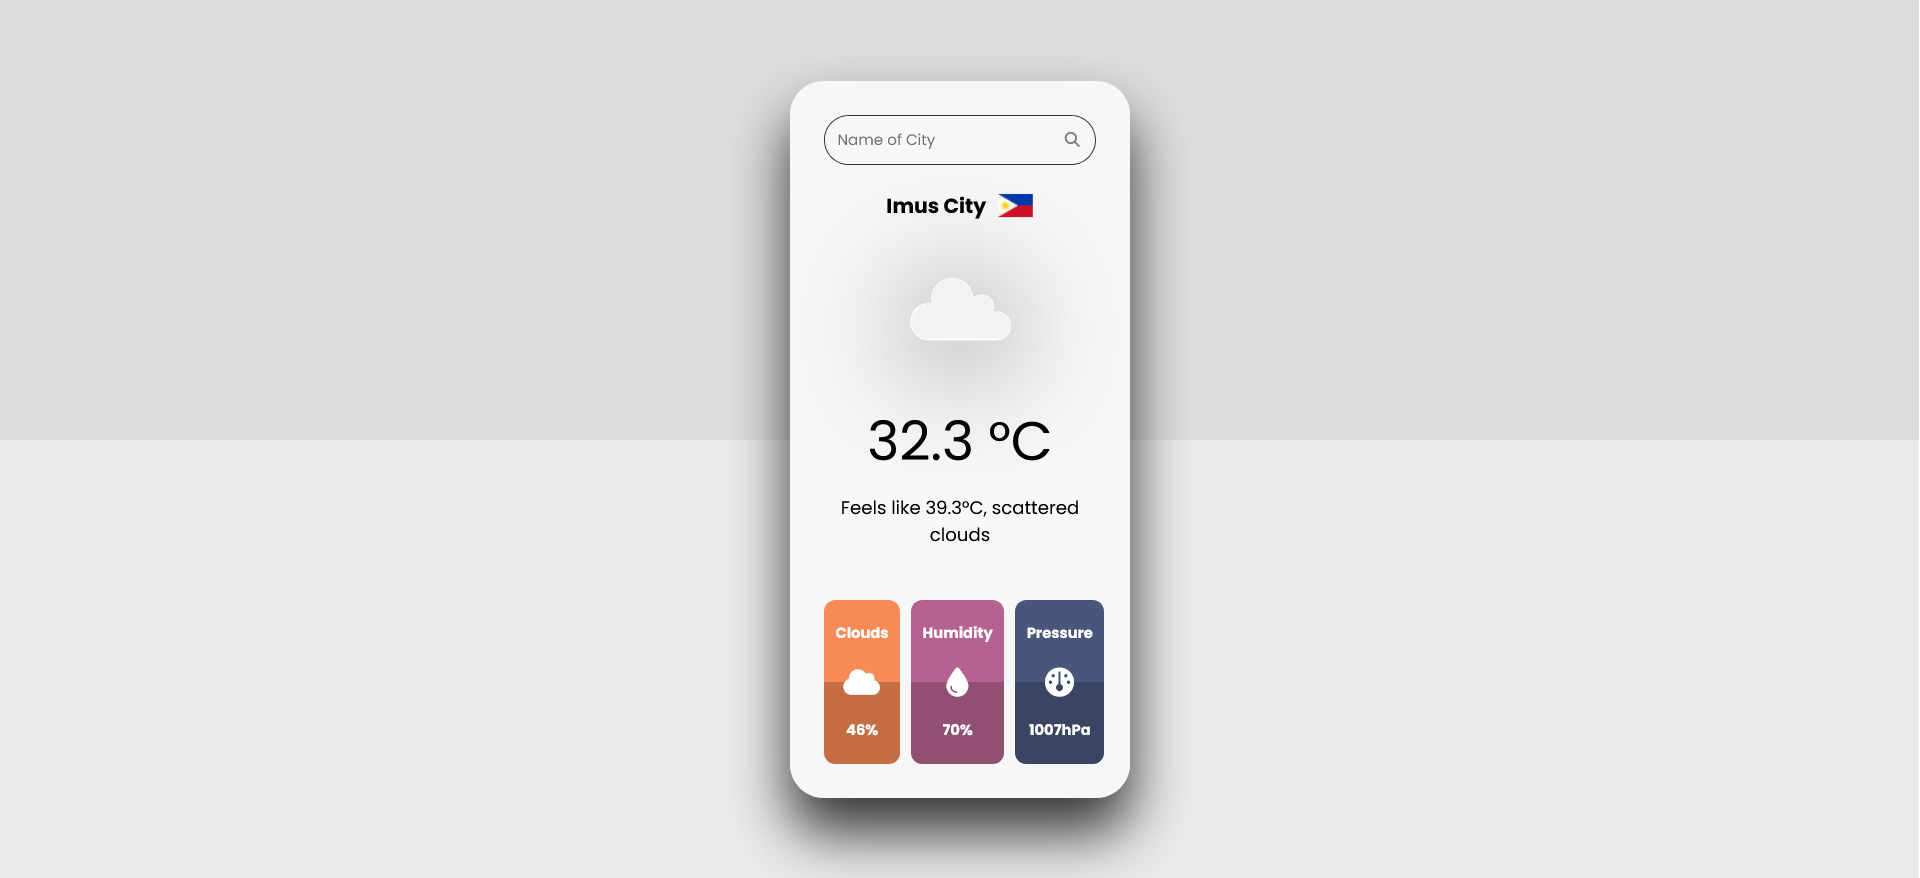 Name of City
Imus City
32.3 °C
Feels like 39.3°C, scattered
clouds
Clouds
Humidity
Pressure
46%
70%
1007hPa